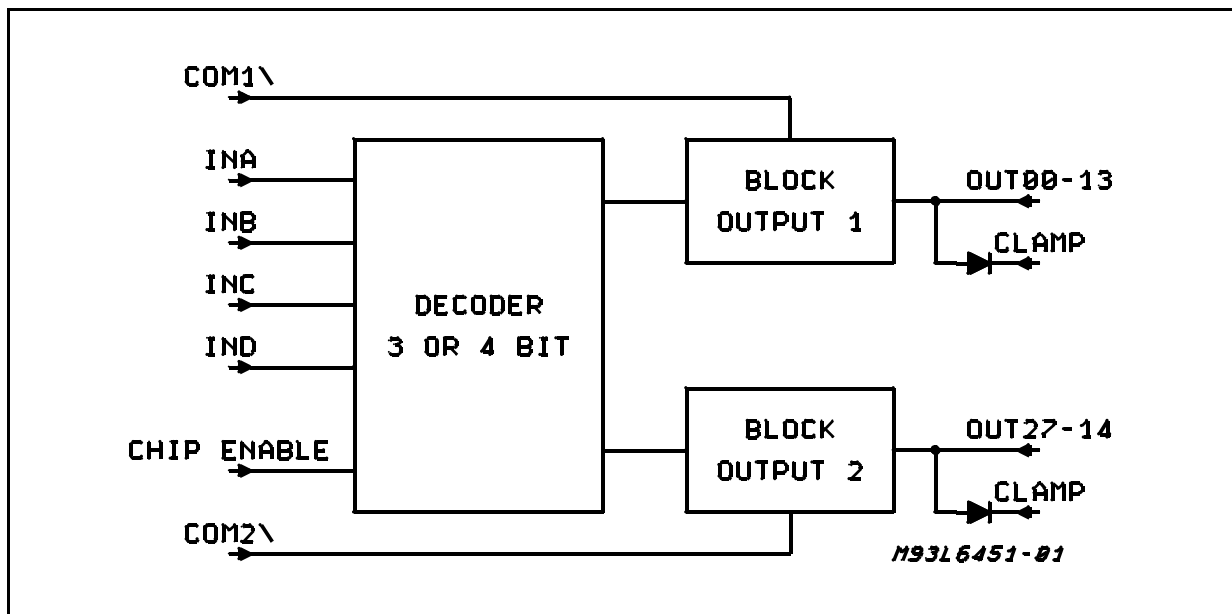 COM1\
INA
INB
INC
IND
CHIP ENABLE
COM2\
DECODER
3 OR 4 BIT
BLOCK
OUTPUT 1
OUT00-13
CLAMP
BLOCK
OUTPUT 2
OUT27-14
CLAMP
M93L6451-01